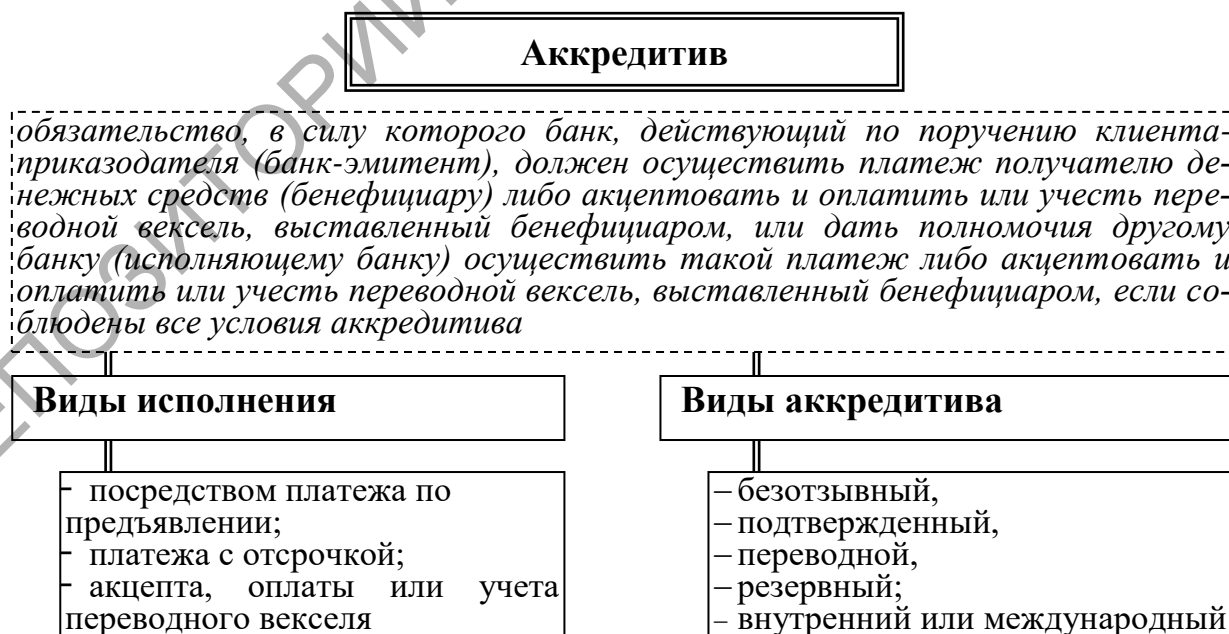 Аккредитив
обязательство, в силу которого банк, действующий по поручению клиента-
приказодателя (банк-эмитент), должен осуществить платеж получателю де-
нежных средств (бенефициару) либо акцептовать и оплатить или учесть пере-
водной вексель, выставленный бенефициаром, или дать полномочия другому
банку (исполняющему банку) осуществить такой платеж либо акцептовать и
оплатить или учесть переводной вексель, выставленный бенефициаром, если со-
блюдены все условия аккредитива
Виды исполнения
- посредством платежа по
предъявлении;
- платежа с отсрочкой;
- акцепта, оплаты или учета
переводного векселя
Виды аккредитива
– безотзывный,
– подтвержденный,
– переводной,
– резервный;
– внутренний или международный